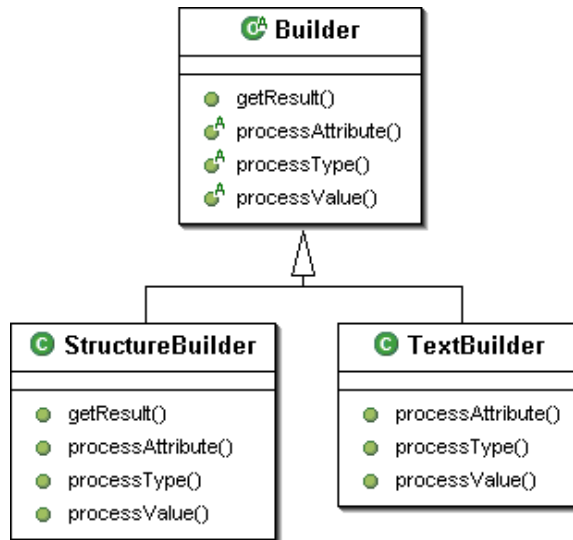 Builder
getResult()
processAttribute()
processType()
processValue()
StructureBuilder
getResult()
processAttribute()
processType()
processValue()
TextBuilder
processAttribute()
processType()
processValue()